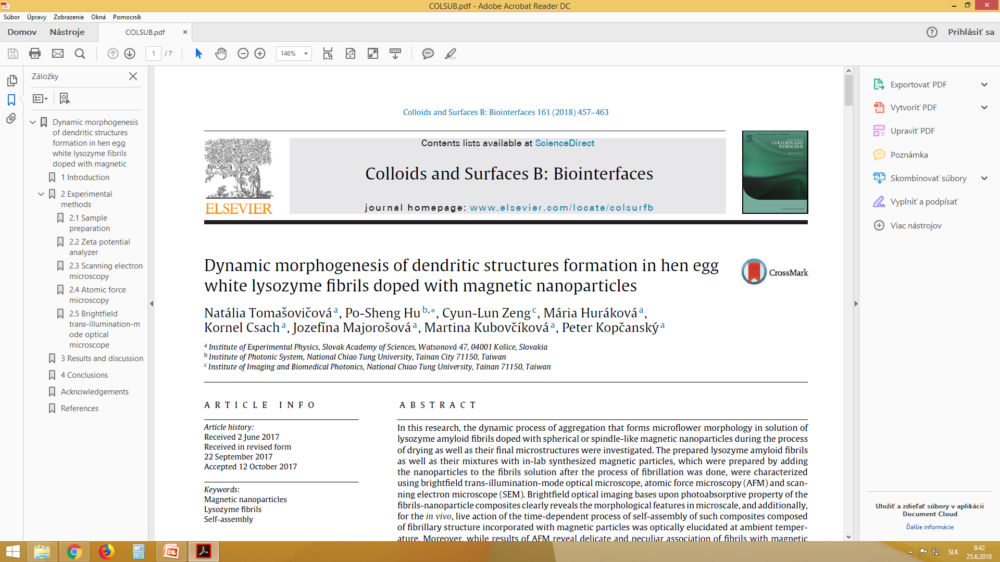 COLSUB.pdf - Adobe Acrobat Reader DC
Súbor Úpravy Zobrazenie Okná Pomocník
Domov Nástroje COLSUB.pdf Prihlásiť sa
1 / 7 146%
Záložky
Dynamic morphogenesis
of dendritic structures
formation in hen egg
white lysozyme fibrils
doped with magnetic
1 Introduction
2 Experimental
methods
2.1 Sample
preparation
2.2 Zeta potential
analyzer
2.3 Scanning electron
microscopy
2.4 Atomic force
microscopy
2.5 Brightfield
trans-illumination-m
ode optical
microscope
3 Results and discussion
4 Conclusions
Acknowledgements
References
Colloids and Surfaces B: Biointerfaces 161 (2018) 457–463
ELSEVIER
Contents lists available at ScienceDirect
Colloids and Surfaces B: Biointerfaces
journal homepage: www.elsevier.com/locate/colsurfb
COLLOIDS AND
SURFACES B
Dynamic morphogenesis of dendritic structures formation in hen egg
white lysozyme fibrils doped with magnetic nanoparticles
CrossMark
Natália Tomašovičová a, Po-Sheng Hu b,*, Cyun-Lun Zeng c, Mária Huráková a,
Kornel Csach a, Jozefína Majorošová a, Martina Kubovčíková a, Peter Kopčanský a
a Institute of Experimental Physics, Slovak Academy of Sciences, Watsonová 47, 04001 Košice, Slovakia
b Institute of Photonic System, National Chiao Tung University, Tainan City 71150, Taiwan
c Institute of Imaging and Biomedical Photonics, National Chiao Tung University, Tainan 71150, Taiwan
ARTICLE INFO
Article history:
Received 2 June 2017
Received in revised form
22 September 2017
Accepted 12 October 2017
Keywords:
Magnetic nanoparticles
Lysozyme fibrils
Self-assembly
ABSTRACT
In this research, the dynamic process of aggregation that forms microflower morphology in solution of
lysozyme amyloid fibrils doped with spherical or spindle-like magnetic nanoparticles during the process
of drying as well as their final microstructures were investigated. The prepared lysozyme amyloid fibrils
as well as their mixtures with in-lab synthesized magnetic particles, which were prepared by adding
the nanoparticles to the fibrils solution after the process of fibrillation was done, were characterized
using brightfield trans-illumination-mode optical microscope, atomic force microscopy (AFM) and scan-
ning electron microscope (SEM). Brightfield optical imaging bases upon photoabsorptive property of the
fibrils-nanoparticle composites clearly reveals the morphological features in microscale, and additionally,
for the in vivo, live action of the time-dependent process of self-assembly of such composites composed
of fibrillary structure incorporated with magnetic particles was optically elucidated at ambient temper-
ature. Moreover, while results of AFM reveal delicate and peculiar association of fibrils with magnetic
Exportovať PDF
Vytvoriť PDF
Upraviť PDF
Poznámka
Skombinovať súbory
Vyplniť a podpísať
Viac nástrojov
Uložiť a zdieľať súbory v aplikácii
Document Cloud
Ďalšie informácie
SLK
8:42
25.6.2018